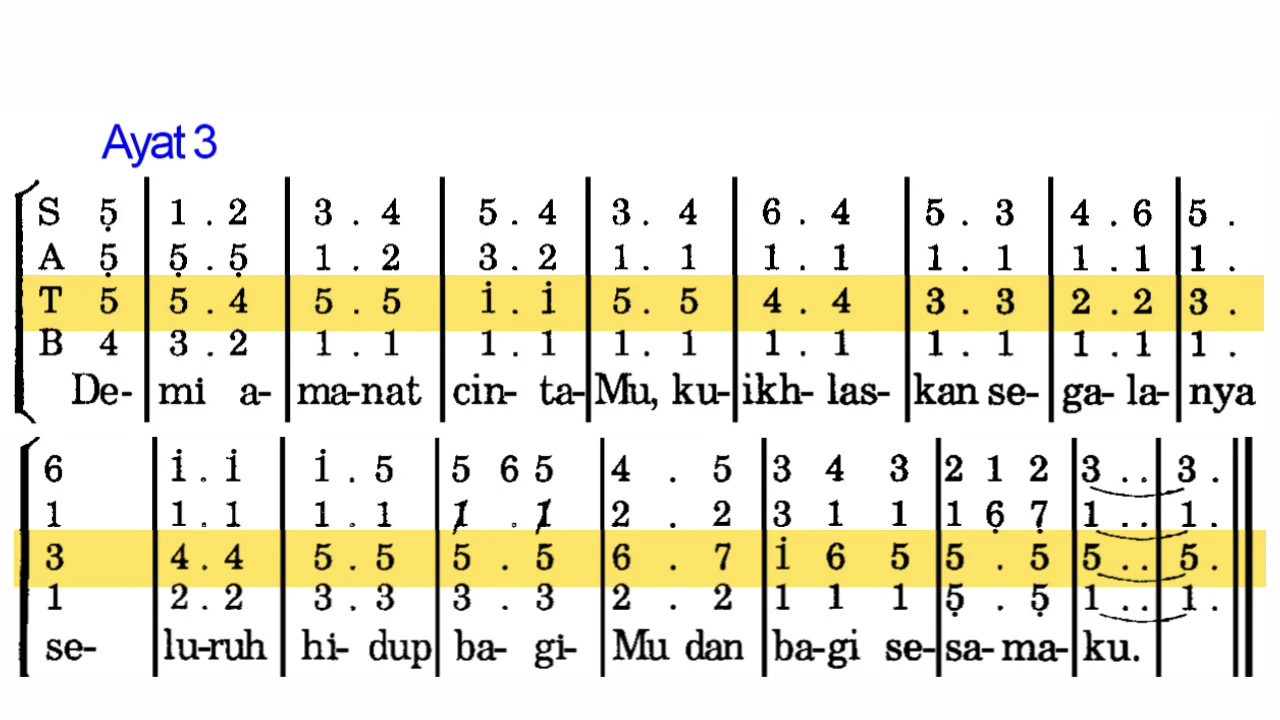 Ayat 3
S 5̣ | 1 . 2 | 3 . 4 | 5 . 4 | 3 . 4 | 6 . 4 | 5 . 3 | 4 . 6 | 5 .
A 5̣ | 5̣ . 5̣ | 1 . 2 | 3 . 2 | 1 . 1 | 1 . 1 | 1 . 1 | 1 . 1 | 1 .
T 5 | 5 . 4 | 5 . 5 | 1̇ . 1̇ | 5 . 5 | 4 . 4 | 3 . 3 | 2 . 2 | 3 .
B 4 | 3 . 2 | 1 . 1 | 1 . 1 | 1 . 1 | 1 . 1 | 1 . 1 | 1 . 1 | 1 .
De- | mi a- | ma-nat | cin- ta- | Mu, ku- | ikh- las- | kan se- | ga- la- | nya
6 | 1̇ . 1̇ | 1̇ . 5 | 5 6 5 | 4 . 5 | 3 4 3 | 2 1 2 | 3 . . | 3 .
1 | 1 . 1 | 1 . 1 | 1̸ . 1̸ | 2 . 2 | 3 1 1 | 1 6̣ 7̣ | 1 . . | 1 .
3 | 4 . 4 | 5 . 5 | 5 . 5 | 6 . 7 | 1̇ 6 5 | 5 . 5 | 5 . . | 5 .
1 | 2 . 2 | 3 . 3 | 3 . 3 | 2 . 2 | 1 1 1 | 5̣ . 5̣ | 1 . . | 1 .
se- | lu-ruh | hi- dup | ba- gi- | Mu dan | ba-gi se- | sa- ma- | ku.